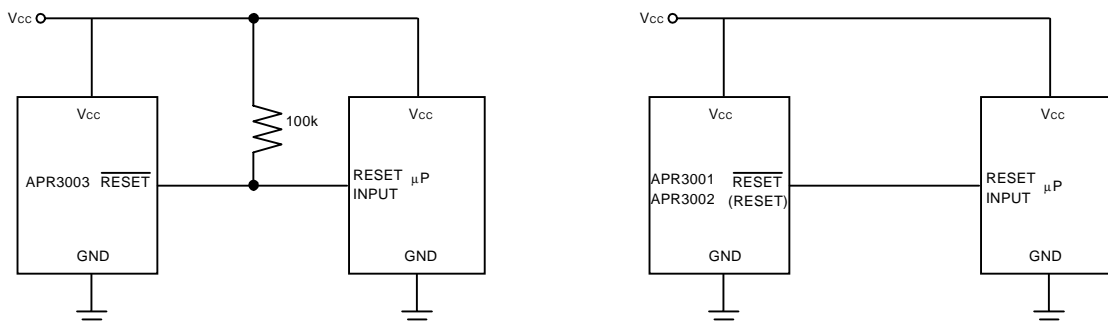 Vcc
Vcc
Vcc
100k
APR3003 RESET
RESET μP
INPUT
GND
GND
Vcc
Vcc
Vcc
APR3001 RESET
APR3002 (RESET)
RESET μP
INPUT
GND
GND